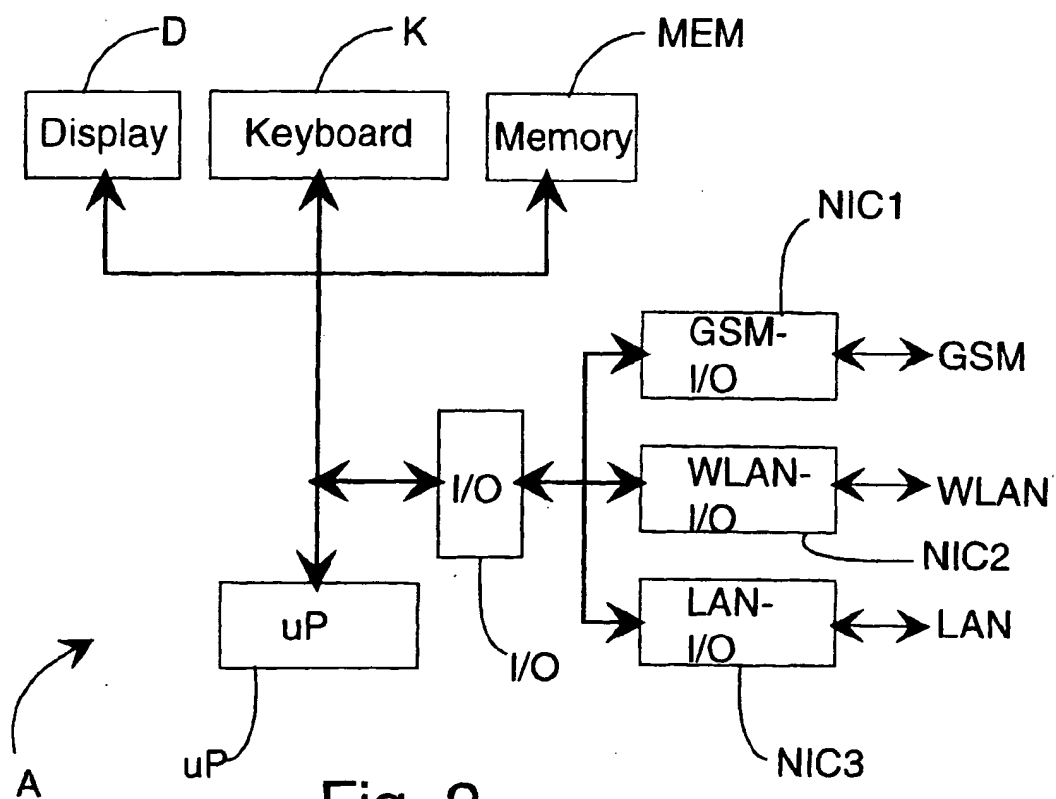 D
K
MEM
Display
Keyboard
Memory
NIC1
GSM-
I/O
GSM
I/O
WLAN-
I/O
WLAN
NIC2
uP
LAN-
I/O
LAN
I/O
uP
NIC3
A